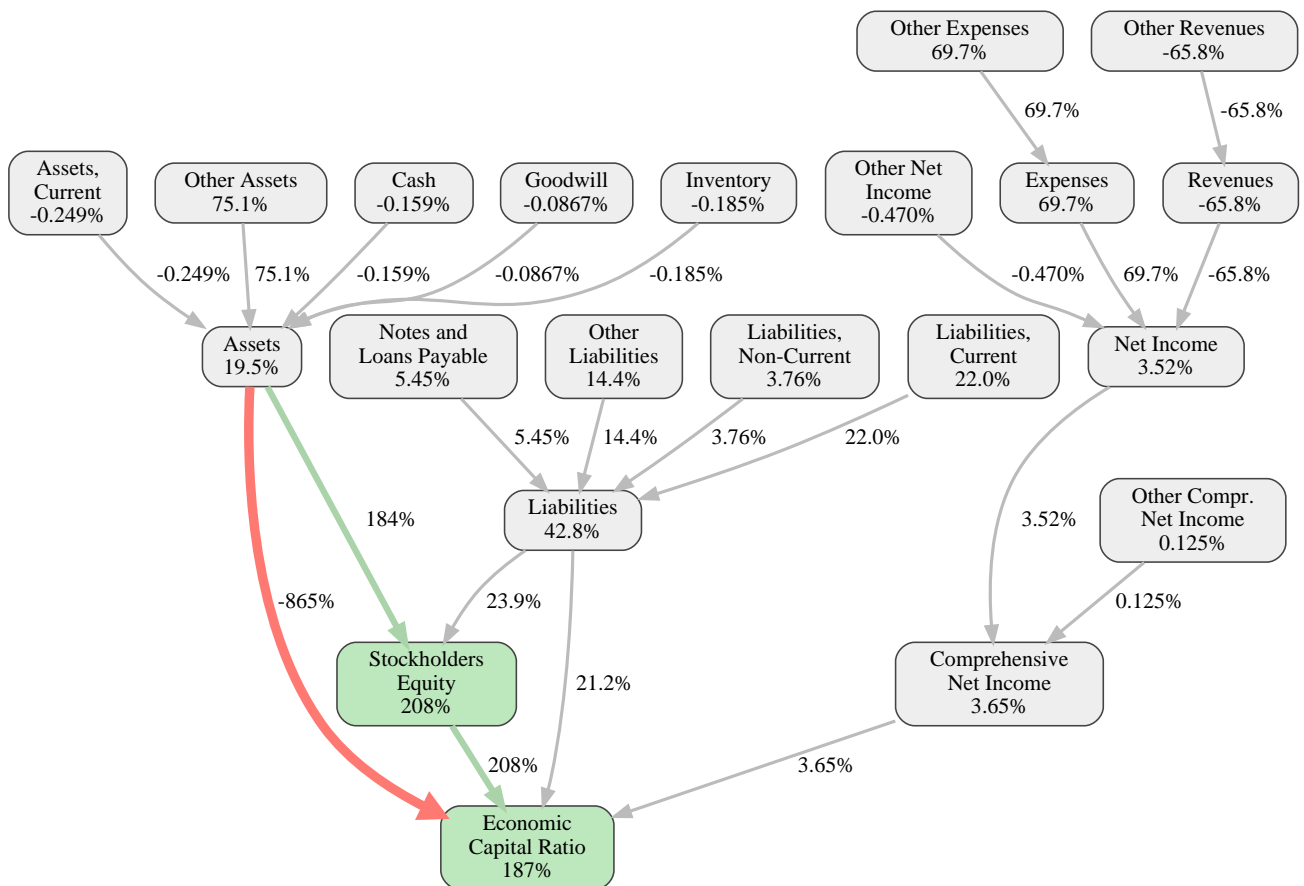 Other Expenses
69.7%
Other Revenues
-65.8%
69.7%
-65.8%
Assets,
Current
-0.249%
Other Assets
75.1%
Cash
-0.159%
Goodwill
-0.0867%
Inventory
-0.185%
Other Net
Income
-0.470%
Expenses
69.7%
Revenues
-65.8%
-0.249%
75.1%
-0.159%
-0.0867%
-0.185%
-0.470%
69.7%
-65.8%
Assets
19.5%
Notes and
Loans Payable
5.45%
Other
Liabilities
14.4%
Liabilities,
Non-Current
3.76%
Liabilities,
Current
22.0%
Net Income
3.52%
5.45%
14.4%
3.76%
22.0%
Liabilities
42.8%
184%
3.52%
Other Compr.
Net Income
0.125%
-865%
23.9%
0.125%
Stockholders
Equity
208%
21.2%
Comprehensive
Net Income
3.65%
208%
3.65%
Economic
Capital Ratio
187%